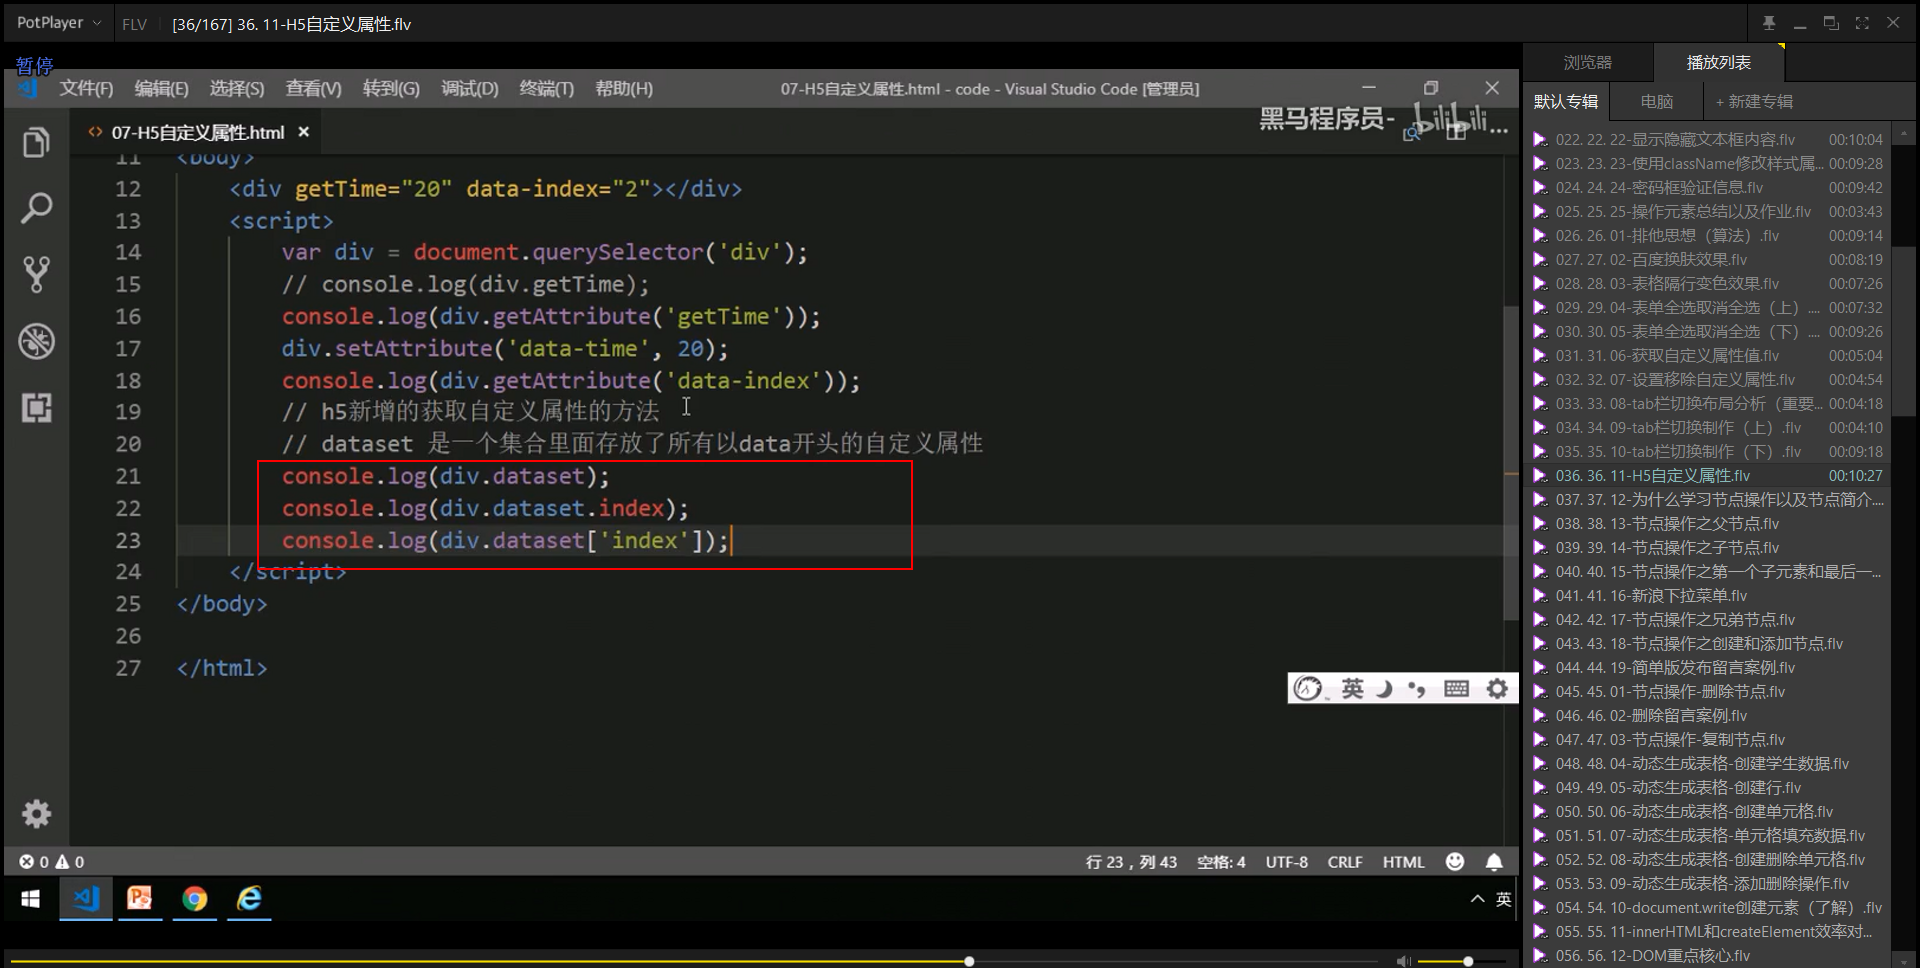 PotPlayer FLV [36/167] 36. 11-H5自定义属性.flv
暂停
文件(F) 编辑(E) 选择(S) 查看(V) 转到(G) 调试(D) 终端(T) 帮助(H) 07-H5自定义属性.html - code - Visual Studio Code [管理员]
07-H5自定义属性.html ×
黑马程序员- bilibili
11 <body>
12 <div getTime="20" data-index="2"></div>
13 <script>
14 var div = document.querySelector('div');
15 // console.log(div.getTime);
16 console.log(div.getAttribute('getTime'));
17 div.setAttribute('data-time', 20);
18 console.log(div.getAttribute('data-index'));
19 // h5新增的获取自定义属性的方法
20 // dataset 是一个集合里面存放了所有以data开头的自定义属性
21 console.log(div.dataset);
22 console.log(div.dataset.index);
23 console.log(div.dataset['index']);
24 </script>
25 </body>
26
27 </html>
英
0 0
行 23，列 43 空格: 4 UTF-8 CRLF HTML
英
浏览器 播放列表
默认专辑 电脑 + 新建专辑
022. 22. 22-显示隐藏文本框内容.flv 00:10:04
023. 23. 23-使用className修改样式属... 00:09:28
024. 24. 24-密码框验证信息.flv 00:09:42
025. 25. 25-操作元素总结以及作业.flv 00:03:43
026. 26. 01-排他思想（算法）.flv 00:09:14
027. 27. 02-百度换肤效果.flv 00:08:19
028. 28. 03-表格隔行变色效果.flv 00:07:26
029. 29. 04-表单全选取消全选（上）.... 00:07:32
030. 30. 05-表单全选取消全选（下）.... 00:09:26
031. 31. 06-获取自定义属性值.flv 00:05:04
032. 32. 07-设置移除自定义属性.flv 00:04:54
033. 33. 08-tab栏切换布局分析（重要... 00:04:18
034. 34. 09-tab栏切换制作（上）.flv 00:04:10
035. 35. 10-tab栏切换制作（下）.flv 00:09:18
036. 36. 11-H5自定义属性.flv 00:10:27
037. 37. 12-为什么学习节点操作以及节点简介....
038. 38. 13-节点操作之父节点.flv
039. 39. 14-节点操作之子节点.flv
040. 40. 15-节点操作之第一个子元素和最后一...
041. 41. 16-新浪下拉菜单.flv
042. 42. 17-节点操作之兄弟节点.flv
043. 43. 18-节点操作之创建和添加节点.flv
044. 44. 19-简单版发布留言案例.flv
045. 45. 01-节点操作-删除节点.flv
046. 46. 02-删除留言案例.flv
047. 47. 03-节点操作-复制节点.flv
048. 48. 04-动态生成表格-创建学生数据.flv
049. 49. 05-动态生成表格-创建行.flv
050. 50. 06-动态生成表格-创建单元格.flv
051. 51. 07-动态生成表格-单元格填充数据.flv
052. 52. 08-动态生成表格-创建删除单元格.flv
053. 53. 09-动态生成表格-添加删除操作.flv
054. 54. 10-document.write创建元素（了解）.flv
055. 55. 11-innerHTML和createElement效率对...
056. 56. 12-DOM重点核心.flv